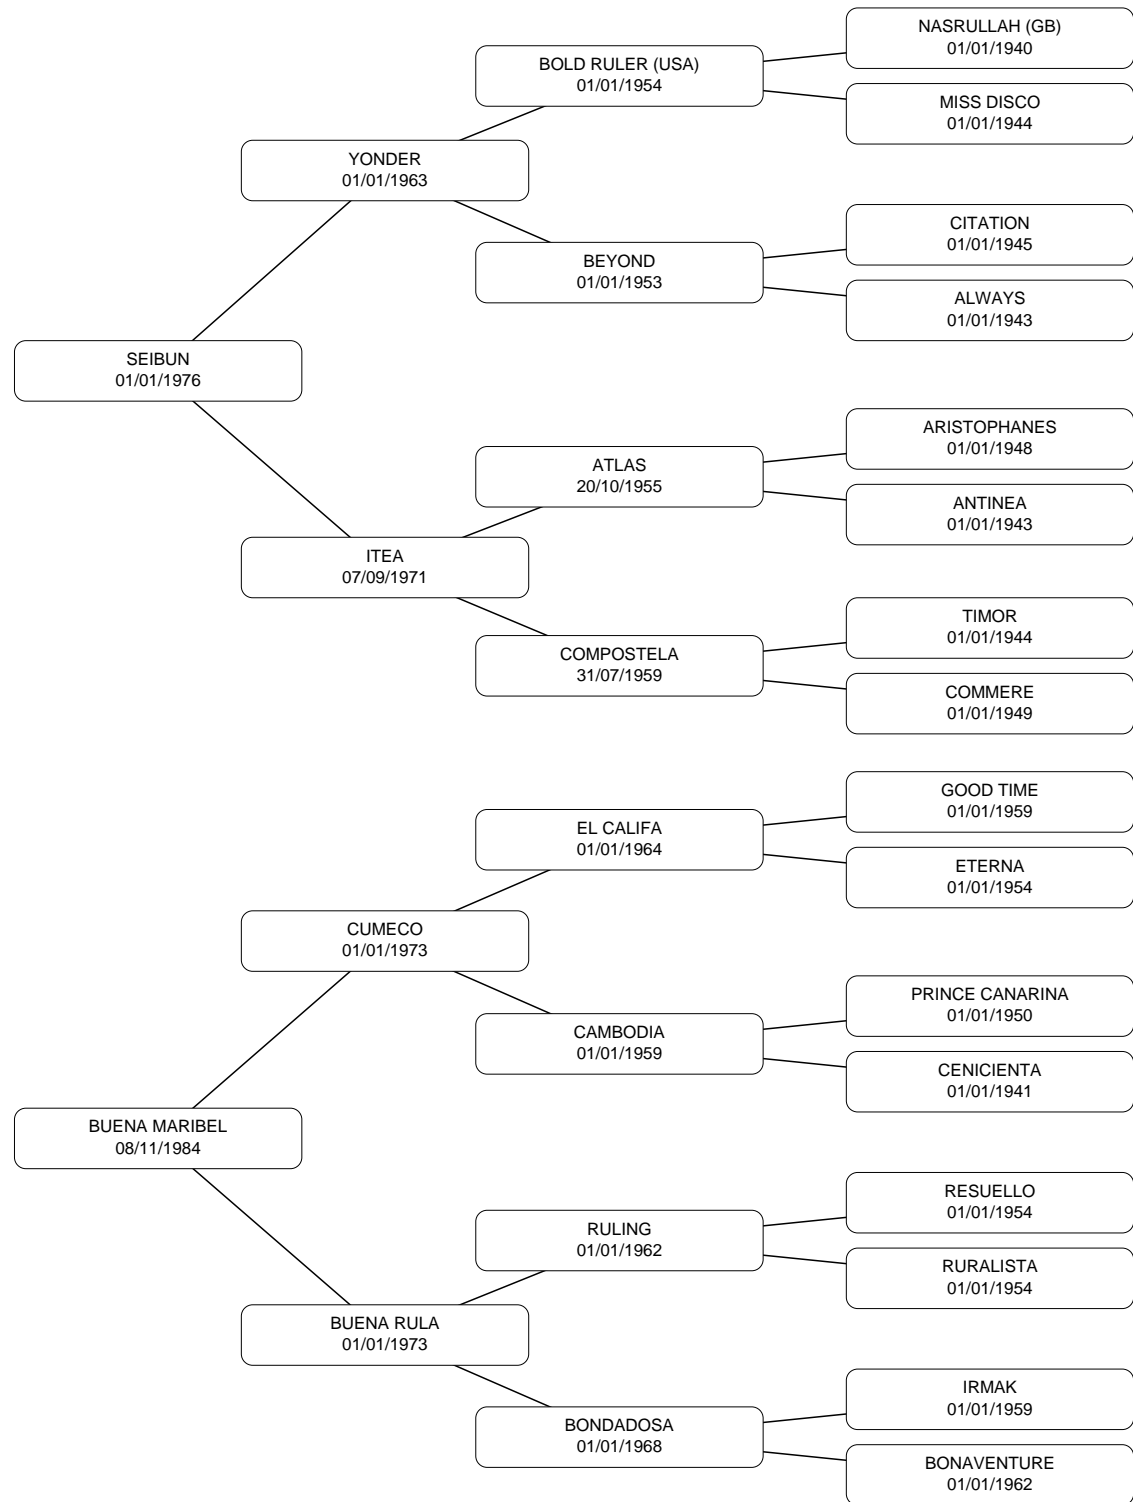 NASRULLAH (GB)
01/01/1940
BOLD RULER (USA)
01/01/1954
MISS DISCO
01/01/1944
YONDER
01/01/1963
CITATION
01/01/1945
BEYOND
01/01/1953
ALWAYS
01/01/1943
SEIBUN
01/01/1976
ARISTOPHANES
01/01/1948
ATLAS
20/10/1955
ANTINEA
01/01/1943
ITEA
07/09/1971
TIMOR
01/01/1944
COMPOSTELA
31/07/1959
COMMERE
01/01/1949
GOOD TIME
01/01/1959
EL CALIFA
01/01/1964
ETERNA
01/01/1954
CUMECO
01/01/1973
PRINCE CANARINA
01/01/1950
CAMBODIA
01/01/1959
CENICIENTA
01/01/1941
BUENA MARIBEL
08/11/1984
RESUELLO
01/01/1954
RULING
01/01/1962
RURALISTA
01/01/1954
BUENA RULA
01/01/1973
IRMAK
01/01/1959
BONDADOSA
01/01/1968
BONAVENTURE
01/01/1962